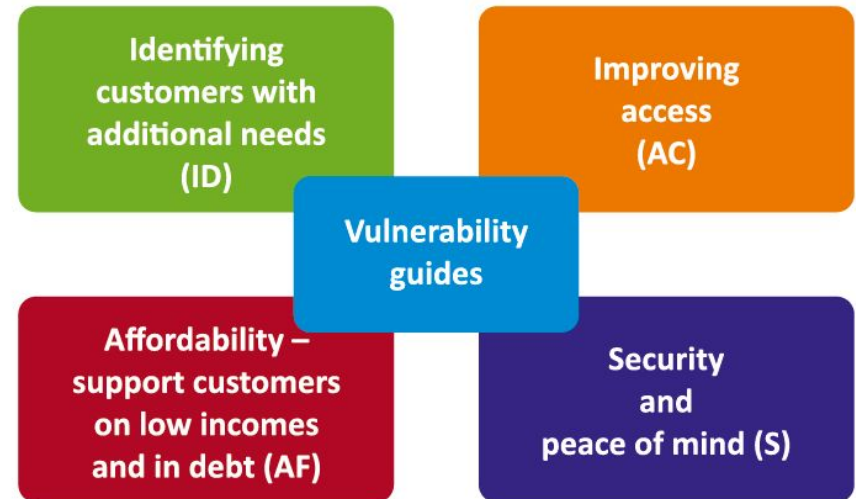 Identifying
customers with
additional needs
(ID)
Improving
access
(AC)
Vulnerability
guides
Affordability –
support customers
on low incomes
and in debt (AF)
Security
and
peace of mind (S)